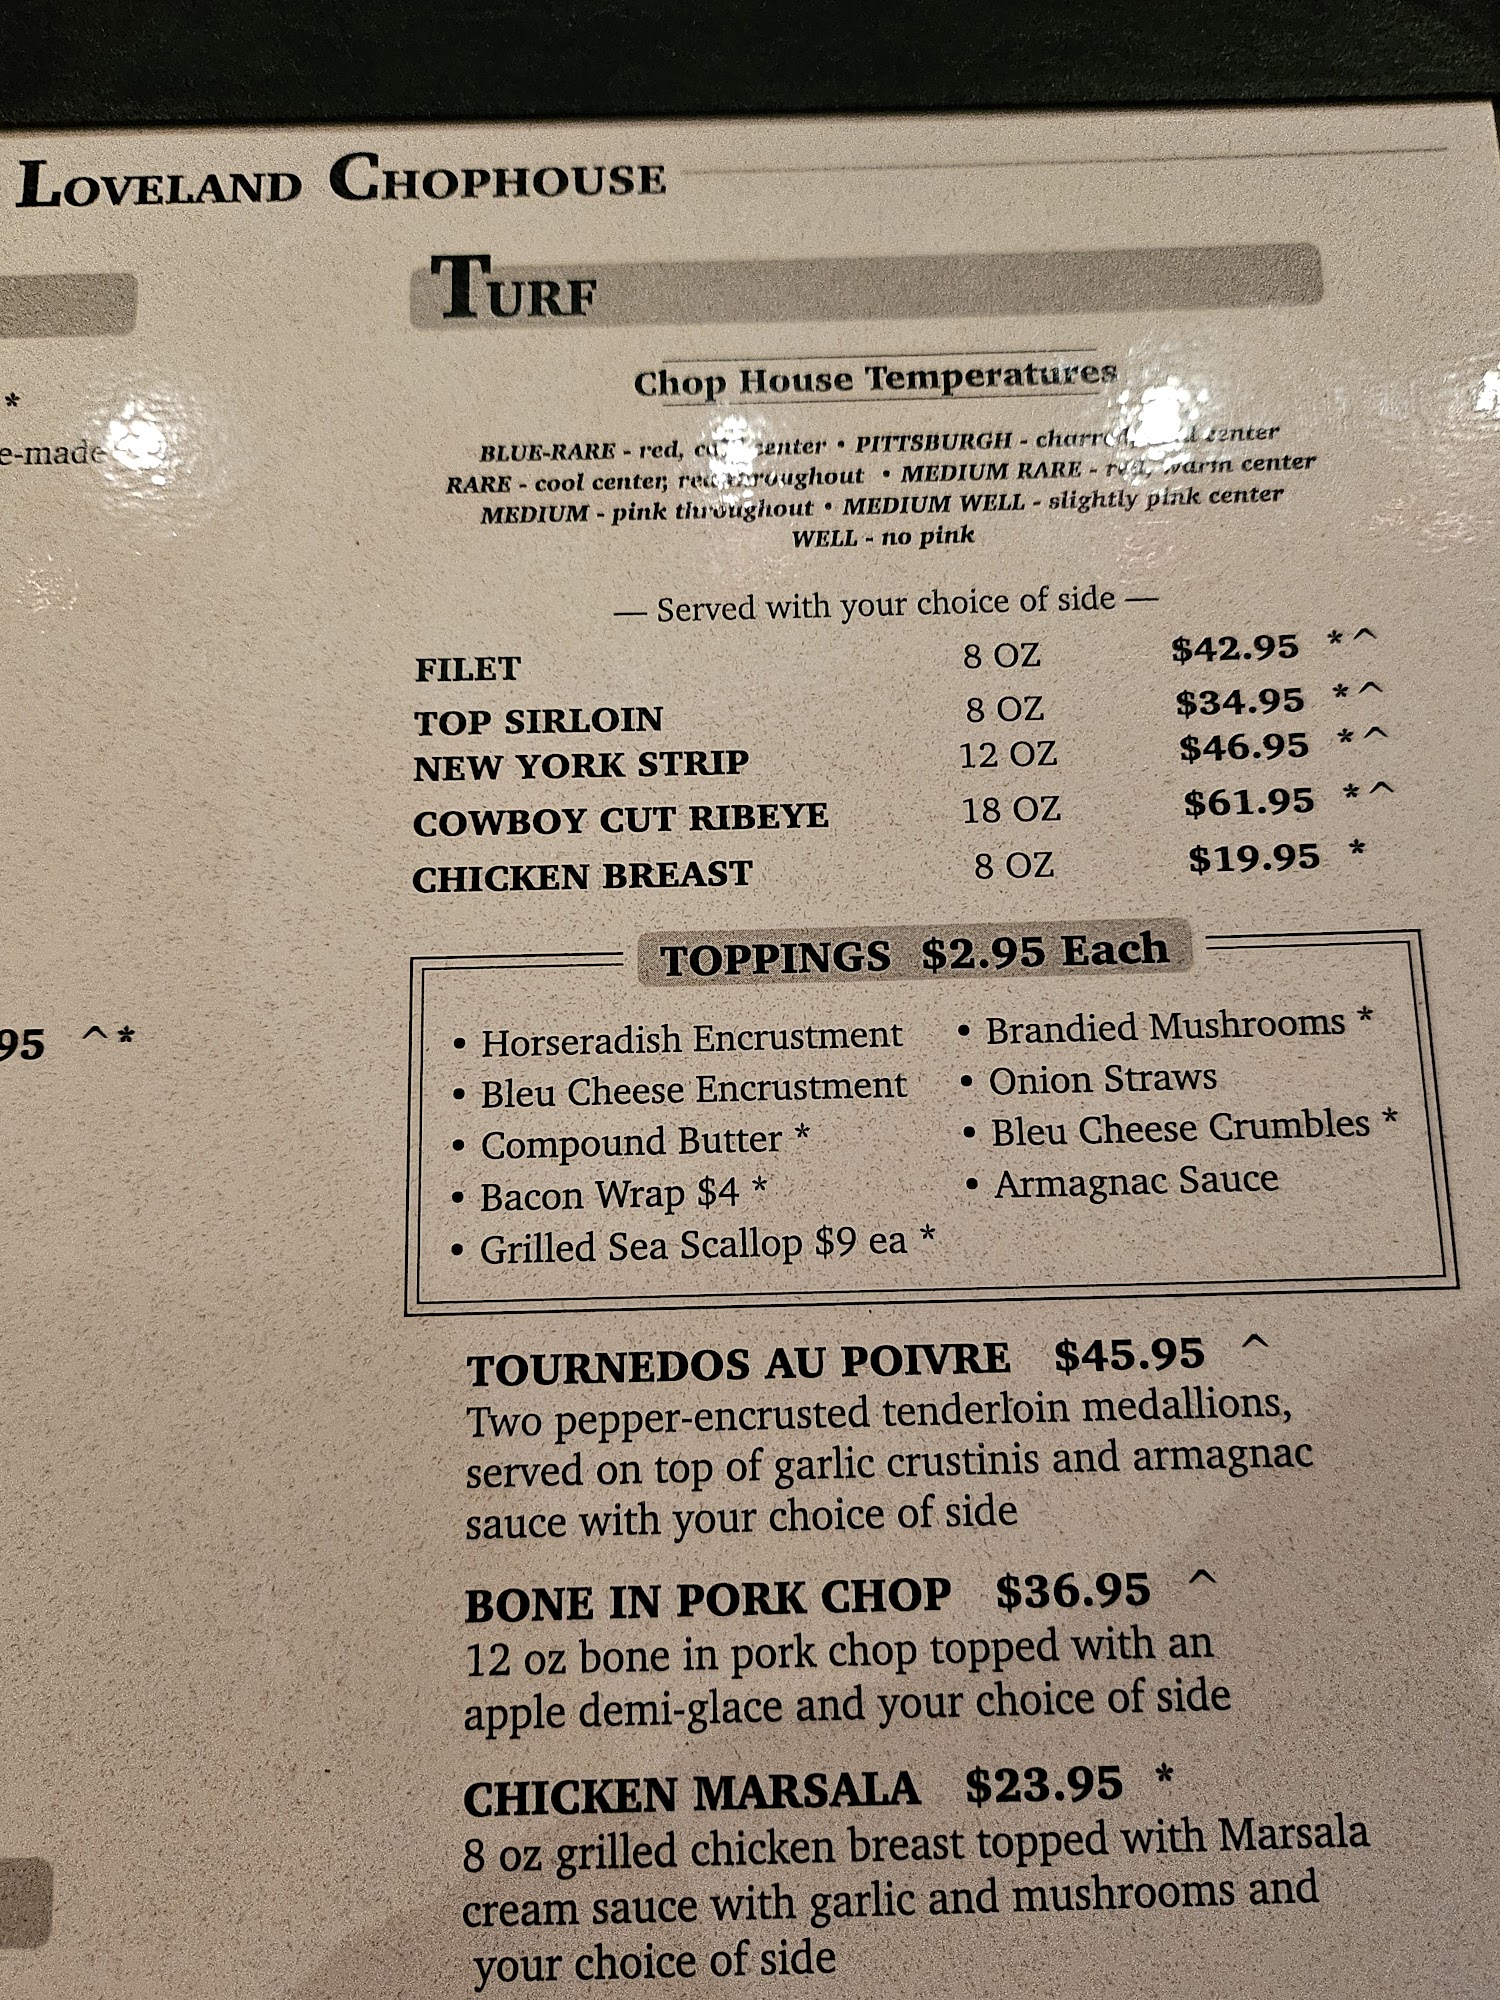 LOVELAND CHOPHOUSE
*
e-made
95 ^*
TURF
Chop House Temperatures
BLUE-RARE - red, center • PITTSBURGH - charred, center
RARE - cool center, red throughout • MEDIUM RARE - red, warm center
MEDIUM - pink throughout • MEDIUM WELL - slightly pink center
WELL - no pink
— Served with your choice of side —
FILET 8 OZ $42.95 *^
TOP SIRLOIN 8 OZ $34.95 *^
NEW YORK STRIP 12 OZ $46.95 *^
COWBOY CUT RIBEYE 18 OZ $61.95 *^
CHICKEN BREAST 8 OZ $19.95 *
TOPPINGS $2.95 Each
• Horseradish Encrustment
• Bleu Cheese Encrustment
• Compound Butter *
• Bacon Wrap $4 *
• Grilled Sea Scallop $9 ea *
• Brandied Mushrooms *
• Onion Straws
• Bleu Cheese Crumbles *
• Armagnac Sauce
TOURNEDOS AU POIVRE $45.95 ^
Two pepper-encrusted tenderloin medallions,
served on top of garlic crustinis and armagnac
sauce with your choice of side
BONE IN PORK CHOP $36.95 ^
12 oz bone in pork chop topped with an
apple demi-glace and your choice of side
CHICKEN MARSALA $23.95 *
8 oz grilled chicken breast topped with Marsala
cream sauce with garlic and mushrooms and
your choice of side